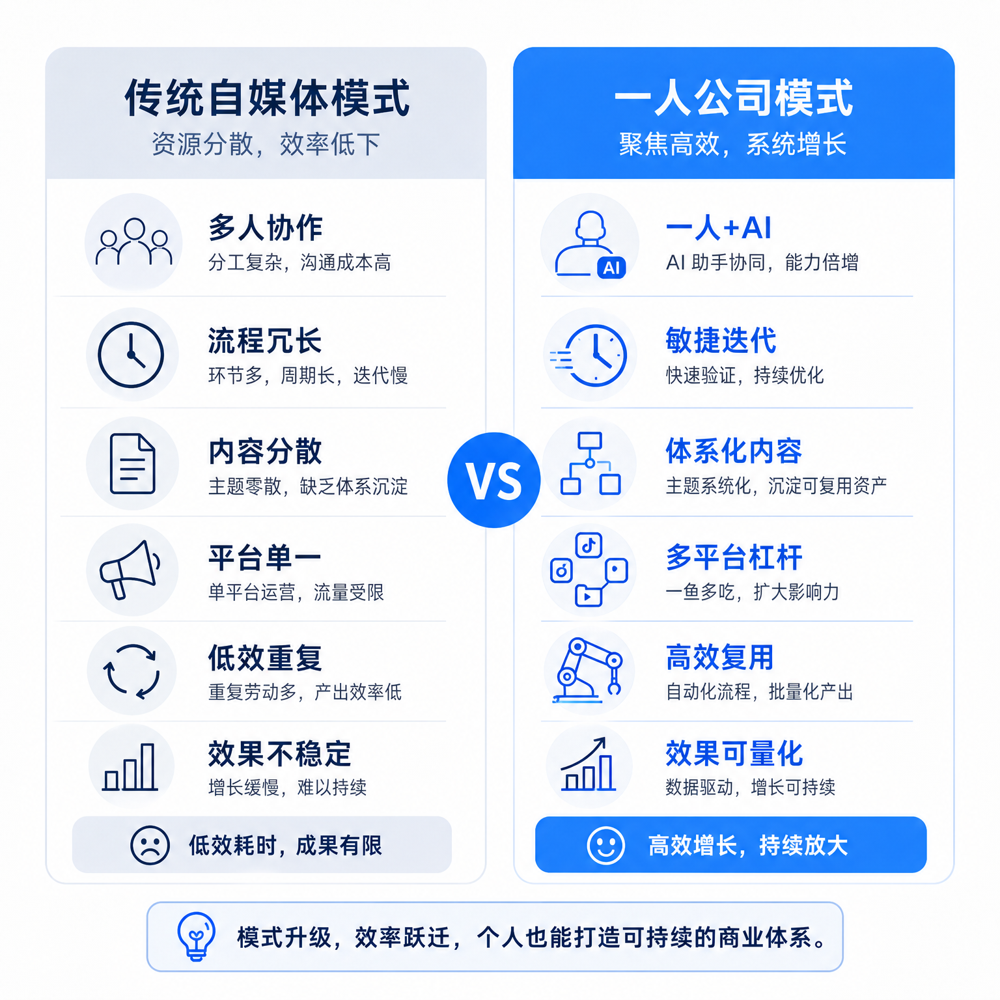 传统自媒体模式
资源分散，效率低下
多人协作
分工复杂，沟通成本高
流程冗长
环节多，周期长，迭代慢
内容分散
主题零散，缺乏体系沉淀
平台单一
单平台运营，流量受限
低效重复
重复劳动多，产出效率低
效果不稳定
增长缓慢，难以持续
低效耗时，成果有限
VS
一人公司模式
聚焦高效，系统增长
一人+AI
AI 助手协同，能力倍增
AI
敏捷迭代
快速验证，持续优化
体系化内容
主题系统化，沉淀可复用资产
多平台杠杆
一鱼多吃，扩大影响力
高效复用
自动化流程，批量化产出
效果可量化
数据驱动，增长可持续
高效增长，持续放大
模式升级，效率跃迁，个人也能打造可持续的商业体系。